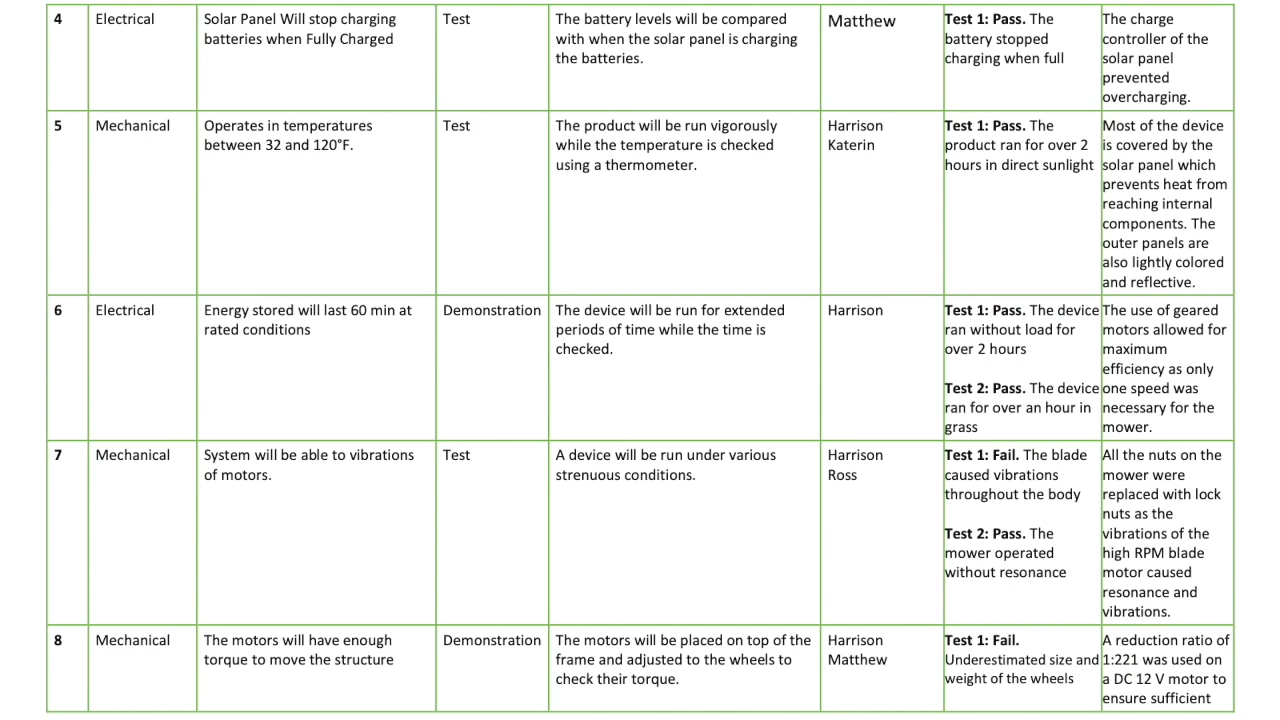 4
Electrical
Solar Panel Will stop charging
batteries when Fully Charged
Test
The battery levels will be compared
with when the solar panel is charging
the batteries.
Matthew
Test 1: Pass. The
battery stopped
charging when full
The charge
controller of the
solar panel
prevented
overcharging.
5
Mechanical
Operates in temperatures
between 32 and 120°F.
Test
The product will be run vigorously
while the temperature is checked
using a thermometer.
Harrison
Katerin
Test 1: Pass. The
product ran for over 2
hours in direct sunlight
Most of the device
is covered by the
solar panel which
prevents heat from
reaching internal
components. The
outer panels are
also lightly colored
and reflective.
6
Electrical
Energy stored will last 60 min at
rated conditions
Demonstration
The device will be run for extended
periods of time while the time is
checked.
Harrison
Test 1: Pass. The device
ran without load for
over 2 hours
Test 2: Pass. The device
ran for over an hour in
grass
The use of geared
motors allowed for
maximum
efficiency as only
one speed was
necessary for the
mower.
7
Mechanical
System will be able to vibrations
of motors.
Test
A device will be run under various
strenuous conditions.
Harrison
Ross
Test 1: Fail. The blade
caused vibrations
throughout the body
Test 2: Pass. The
mower operated
without resonance
All the nuts on the
mower were
replaced with lock
nuts as the
vibrations of the
high RPM blade
motor caused
resonance and
vibrations.
8
Mechanical
The motors will have enough
torque to move the structure
Demonstration
The motors will be placed on top of the
frame and adjusted to the wheels to
check their torque.
Harrison
Matthew
Test 1: Fail.
Underestimated size and
weight of the wheels
A reduction ratio of
1:221 was used on
a DC 12 V motor to
ensure sufficient